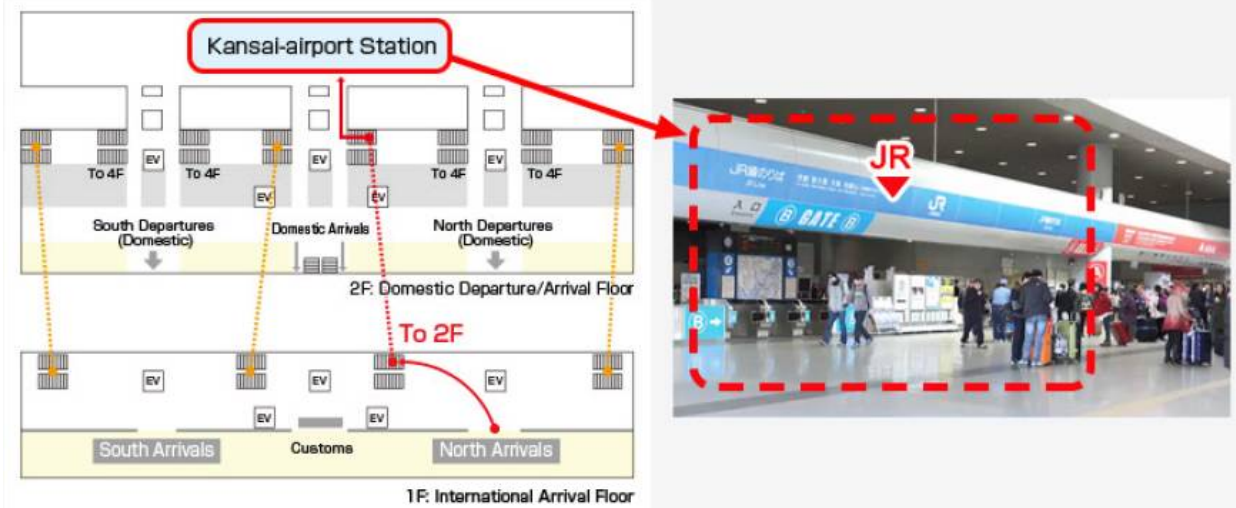 Kansai-airport Station
EV EV EV
To 4F To 4F To 4F To 4F
EV EV
South Departures
(Domestic)
Domestic Arrivals
North Departures
(Domestic)
2F: Domestic Departure/Arrival Floor
To 2F
EV EV EV
EV EV
South Arrivals
Customs
North Arrivals
1F: International Arrival Floor
JR
JR線のりば
JR
入口
B GATE B
B